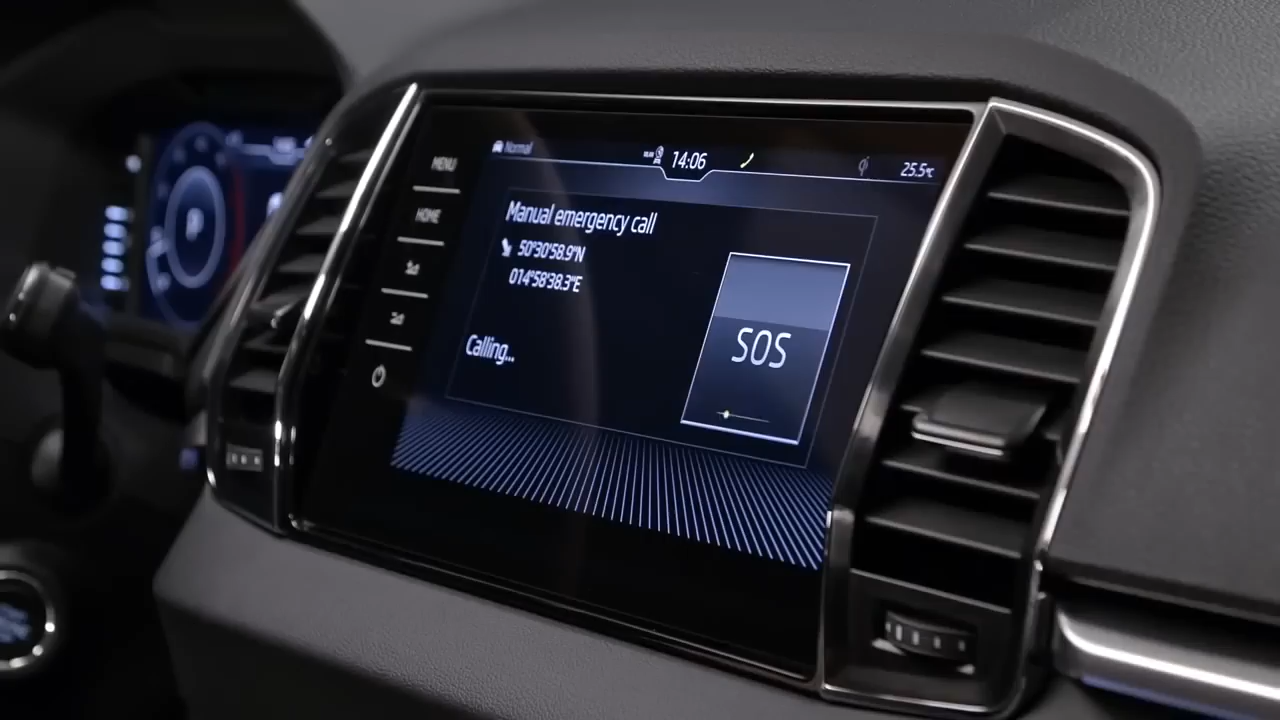 MENU
HOME
Normal
14:06
25.5°C
Manual emergency call
50°30'58.9"N
014°58'38.3"E
Calling...
SOS
P